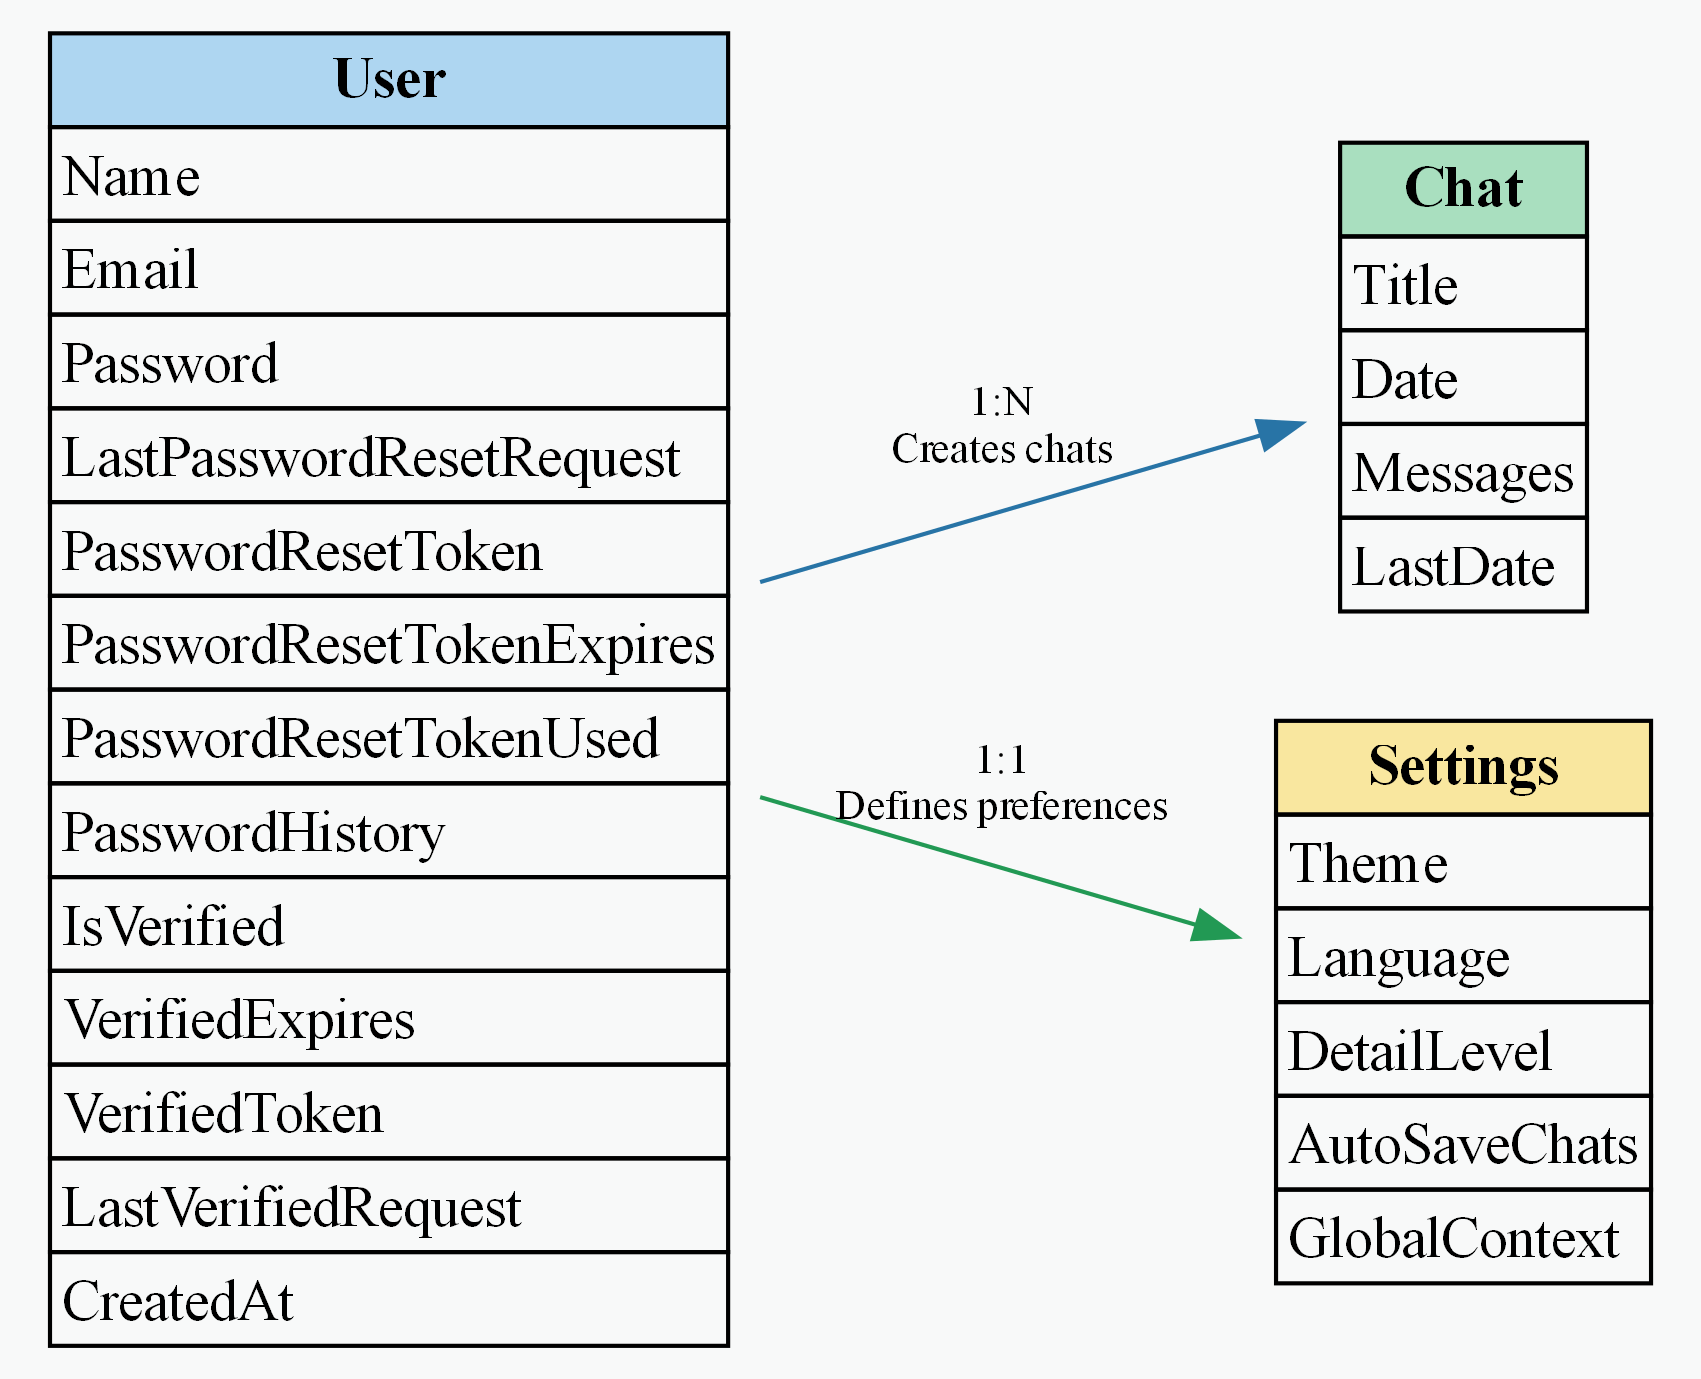 User
Name
Email
Password
LastPasswordResetRequest
PasswordResetToken
PasswordResetTokenExpires
PasswordResetTokenUsed
PasswordHistory
IsVerified
VerifiedExpires
VerifiedToken
LastVerifiedRequest
CreatedAt
1:N
Creates chats
1:1
Defines preferences
Chat
Title
Date
Messages
LastDate
Settings
Theme
Language
DetailLevel
AutoSaveChats
GlobalContext